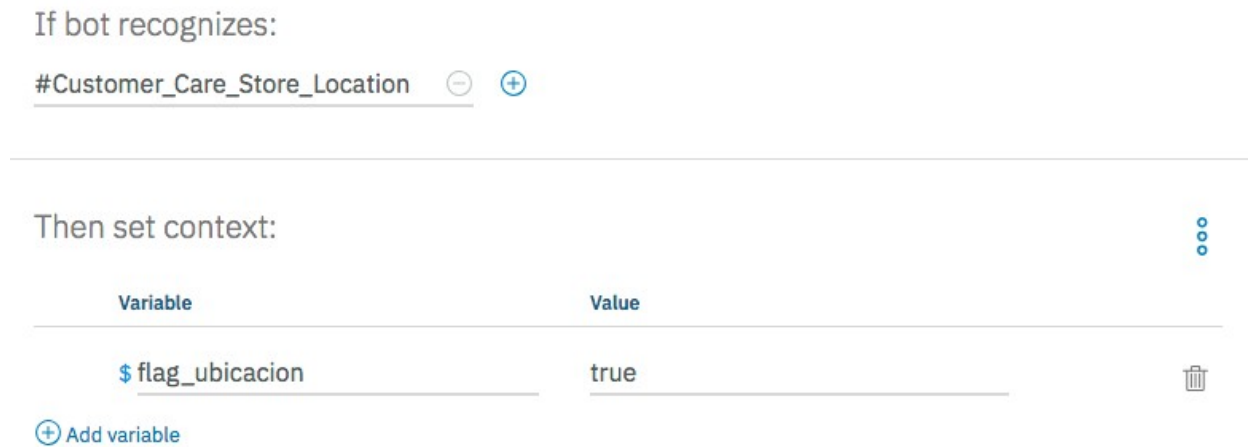 If bot recognizes:
#Customer_Care_Store_Location
Then set context:
Variable Value
$ flag_ubicacion true
Add variable